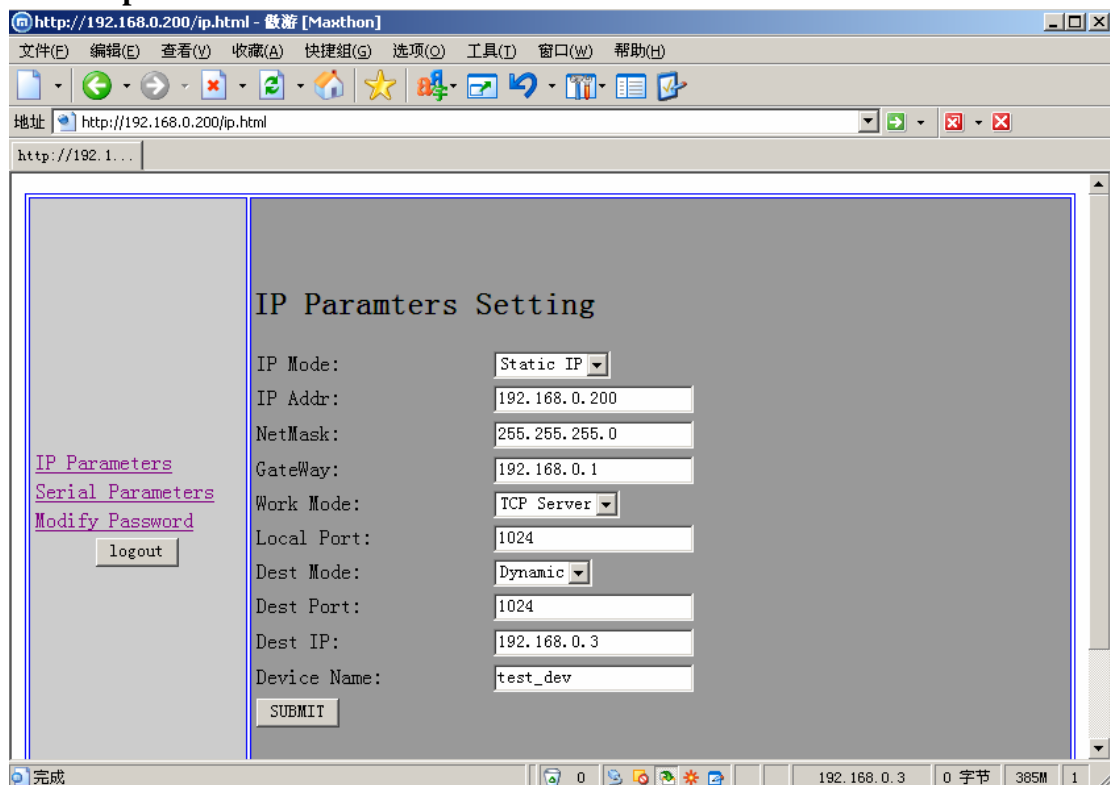 http://192.168.0.200/ip.html - 敖游 [Maxthon]
文件(F) 编辑(E) 查看(V) 收藏(A) 快捷组(G) 选项(O) 工具(T) 窗口(W) 帮助(H)
地址 http://192.168.0.200/ip.html
http://192.1...
IP Paramters Setting
IP Mode: Static IP
IP Addr: 192.168.0.200
NetMask: 255.255.255.0
GateWay: 192.168.0.1
Work Mode: TCP Server
Local Port: 1024
Dest Mode: Dynamic
Dest Port: 1024
Dest IP: 192.168.0.3
Device Name: test_dev
SUBMIT
IP Parameters
Serial Parameters
Modify Password
logout
完成 0 192.168.0.3 0 字节 385M 1